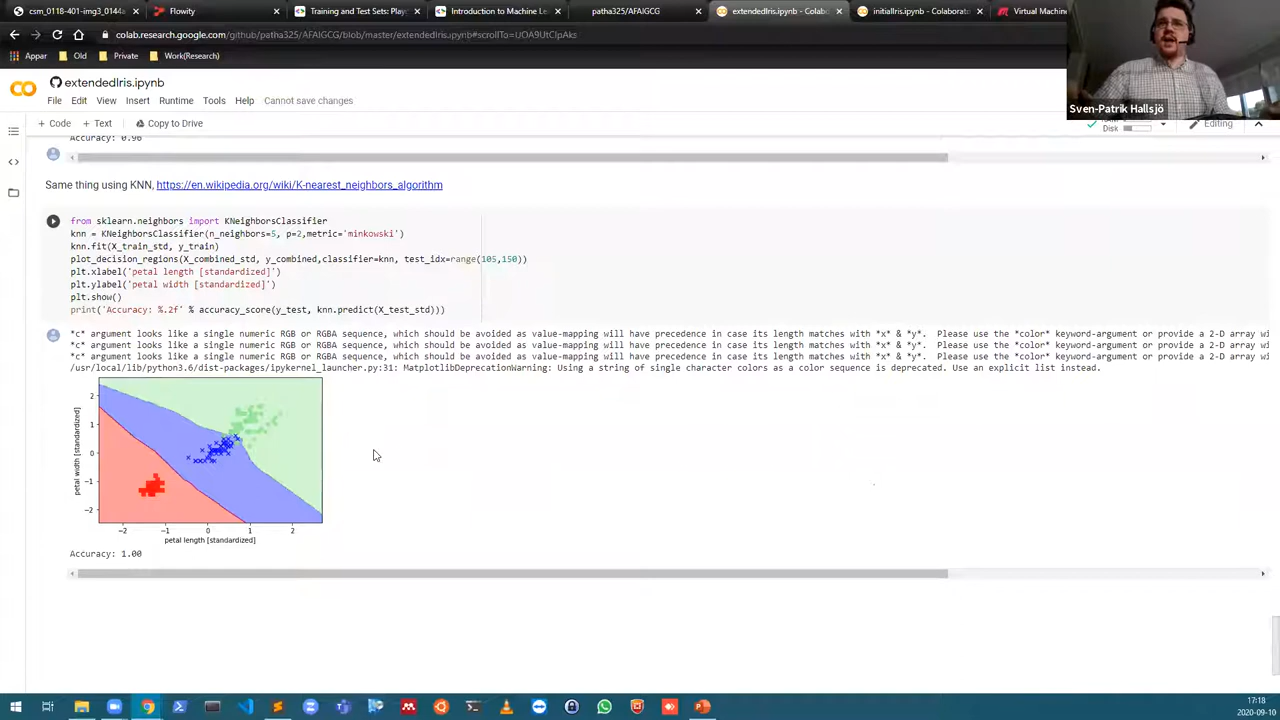 csm_0118-401-img3_0144a
Flowity
Training and Test Sets: Play
Introduction to Machine Le
patha325/AFAIGCG
extendedIris.ipynb - Colab
initialIris.ipynb - Colaborat
Virtual Machin
colab.research.google.com/github/patha325/AFAIGCG/blob/master/extendedIris.ipynb#scrollTo=UOA9UtClpAks
Appar Old Private Work(Research)
Sven-Patrik Hallsjö
extendedIris.ipynb
File Edit View Insert Runtime Tools Help Cannot save changes
+ Code + Text Copy to Drive
Disk
Editing
Accuracy: 0.96
Same thing using KNN, https://en.wikipedia.org/wiki/K-nearest_neighbors_algorithm
from sklearn.neighbors import KNeighborsClassifier
knn = KNeighborsClassifier(n_neighbors=5, p=2,metric='minkowski')
knn.fit(X_train_std, y_train)
plot_decision_regions(X_combined_std, y_combined,classifier=knn, test_idx=range(105,150))
plt.xlabel('petal length [standardized]')
plt.ylabel('petal width [standardized]')
plt.show()
print('Accuracy: %.2f' % accuracy_score(y_test, knn.predict(X_test_std)))
*c* argument looks like a single numeric RGB or RGBA sequence, which should be avoided as value-mapping will have precedence in case its length matches with *x* & *y*. Please use the *color* keyword-argument or provide a 2-D array wi
*c* argument looks like a single numeric RGB or RGBA sequence, which should be avoided as value-mapping will have precedence in case its length matches with *x* & *y*. Please use the *color* keyword-argument or provide a 2-D array wi
*c* argument looks like a single numeric RGB or RGBA sequence, which should be avoided as value-mapping will have precedence in case its length matches with *x* & *y*. Please use the *color* keyword-argument or provide a 2-D array wi
/usr/local/lib/python3.6/dist-packages/ipykernel_launcher.py:31: MatplotlibDeprecationWarning: Using a string of single character colors as a color sequence is deprecated. Use an explicit list instead.
petal width [standardized]
2
1
0
−1
−2
−2 −1 0 1 2
petal length [standardized]
Accuracy: 1.00
17:18
2020-09-10